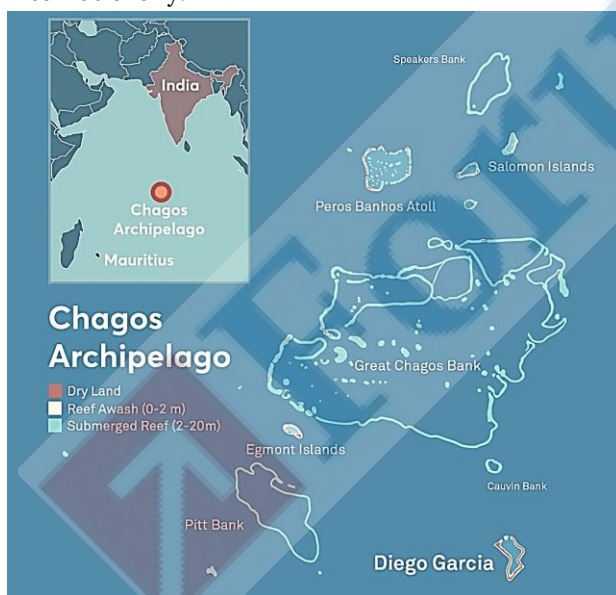 India
Chagos
Archipelago
Mauritius
Chagos
Archipelago
Dry Land
Reef Awash (0-2 m)
Submerged Reef (2-20m)
Speakers Bank
Salomon Islands
Peros Banhos Atoll
Great Chagos Bank
Egmont Islands
Cauvin Bank
Pitt Bank
Diego Garcia